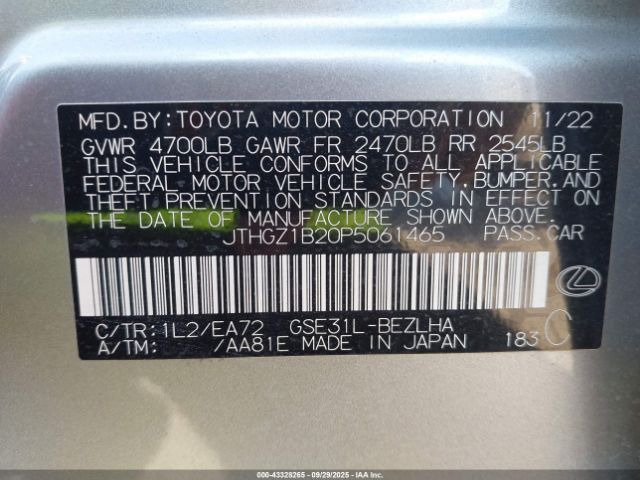 MFD.BY:TOYOTA MOTOR CORPORATION 11/22
GVWR 4700LB GAWR FR 2470LB RR 2545LB
THIS VEHICLE CONFORMS TO ALL APPLICABLE
FEDERAL MOTOR VEHICLE SAFETY,BUMPER,AND
THEFT PREVENTION STANDARDS IN EFFECT ON
THE DATE OF MANUFACTURE SHOWN ABOVE.
JTHGZ1B20P5061465 PASS.CAR
C/TR:1L2/EA72 GSE31L-BEZLHA
A/TM: /AA81E MADE IN JAPAN 183 C
000-43328265 - 09/29/2025 - IAAI.COM